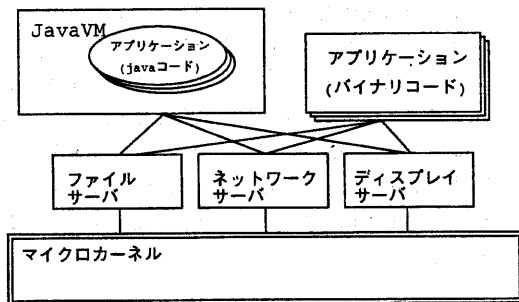 JavaVM
アプリケーション
(javaコード)
アプリケーション
(バイナリコード)
ファイル
サーバ
ネットワーク
サーバ
ディスプレイ
サーバ
マイクロカーネル